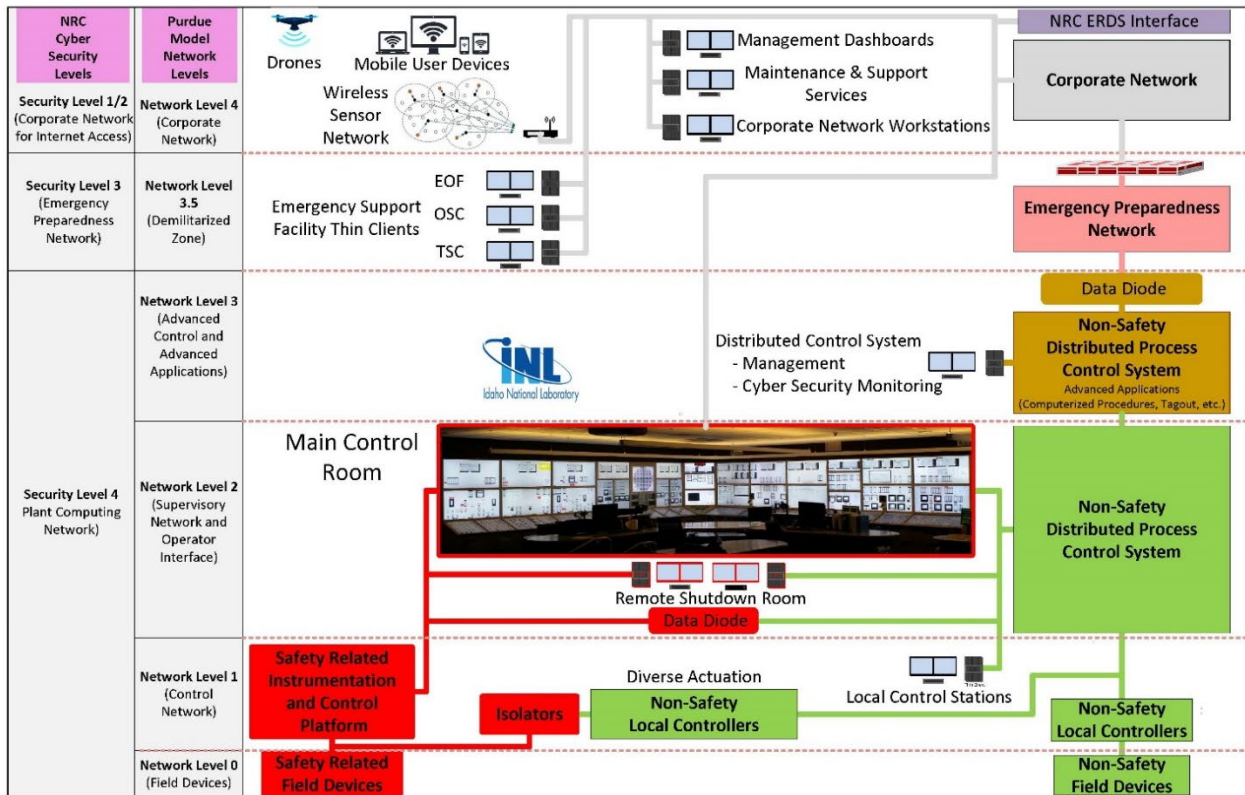 NRC
Cyber
Security
Levels
Purdue
Model
Network
Levels
Drones
Mobile User Devices
Wireless
Sensor
Network
Management Dashboards
Maintenance & Support
Services
Corporate Network Workstations
NRC ERDS Interface
Corporate Network
Security Level 1/2
(Corporate Network
for Internet Access)
Network Level 4
(Corporate
Network)
Security Level 3
(Emergency
Preparedness
Network)
Network Level
3.5
(Demilitarized
Zone)
Emergency Support
Facility Thin Clients
EOF
OSC
TSC
Emergency Preparedness
Network
Network Level 3
(Advanced
Control and
Advanced
Applications)
INL
Idaho National Laboratory
Distributed Control System
- Management
- Cyber Security Monitoring
Data Diode
Non-Safety
Distributed Process
Control System
Advanced Applications
(Computerized Procedures, Tagout, etc.)
Security Level 4
Plant Computing
Network)
Network Level 2
(Supervisory
Network and
Operator
Interface)
Main Control
Room
Remote Shutdown Room
Data Diode
Non-Safety
Distributed Process
Control System
Network Level 1
(Control
Network)
Safety Related
Instrumentation
and Control
Platform
Isolators
Diverse Actuation
Non-Safety
Local Controllers
Local Control Stations
Non-Safety
Local Controllers
Network Level 0
(Field Devices)
Safety Related
Field Devices
Non-Safety
Field Devices